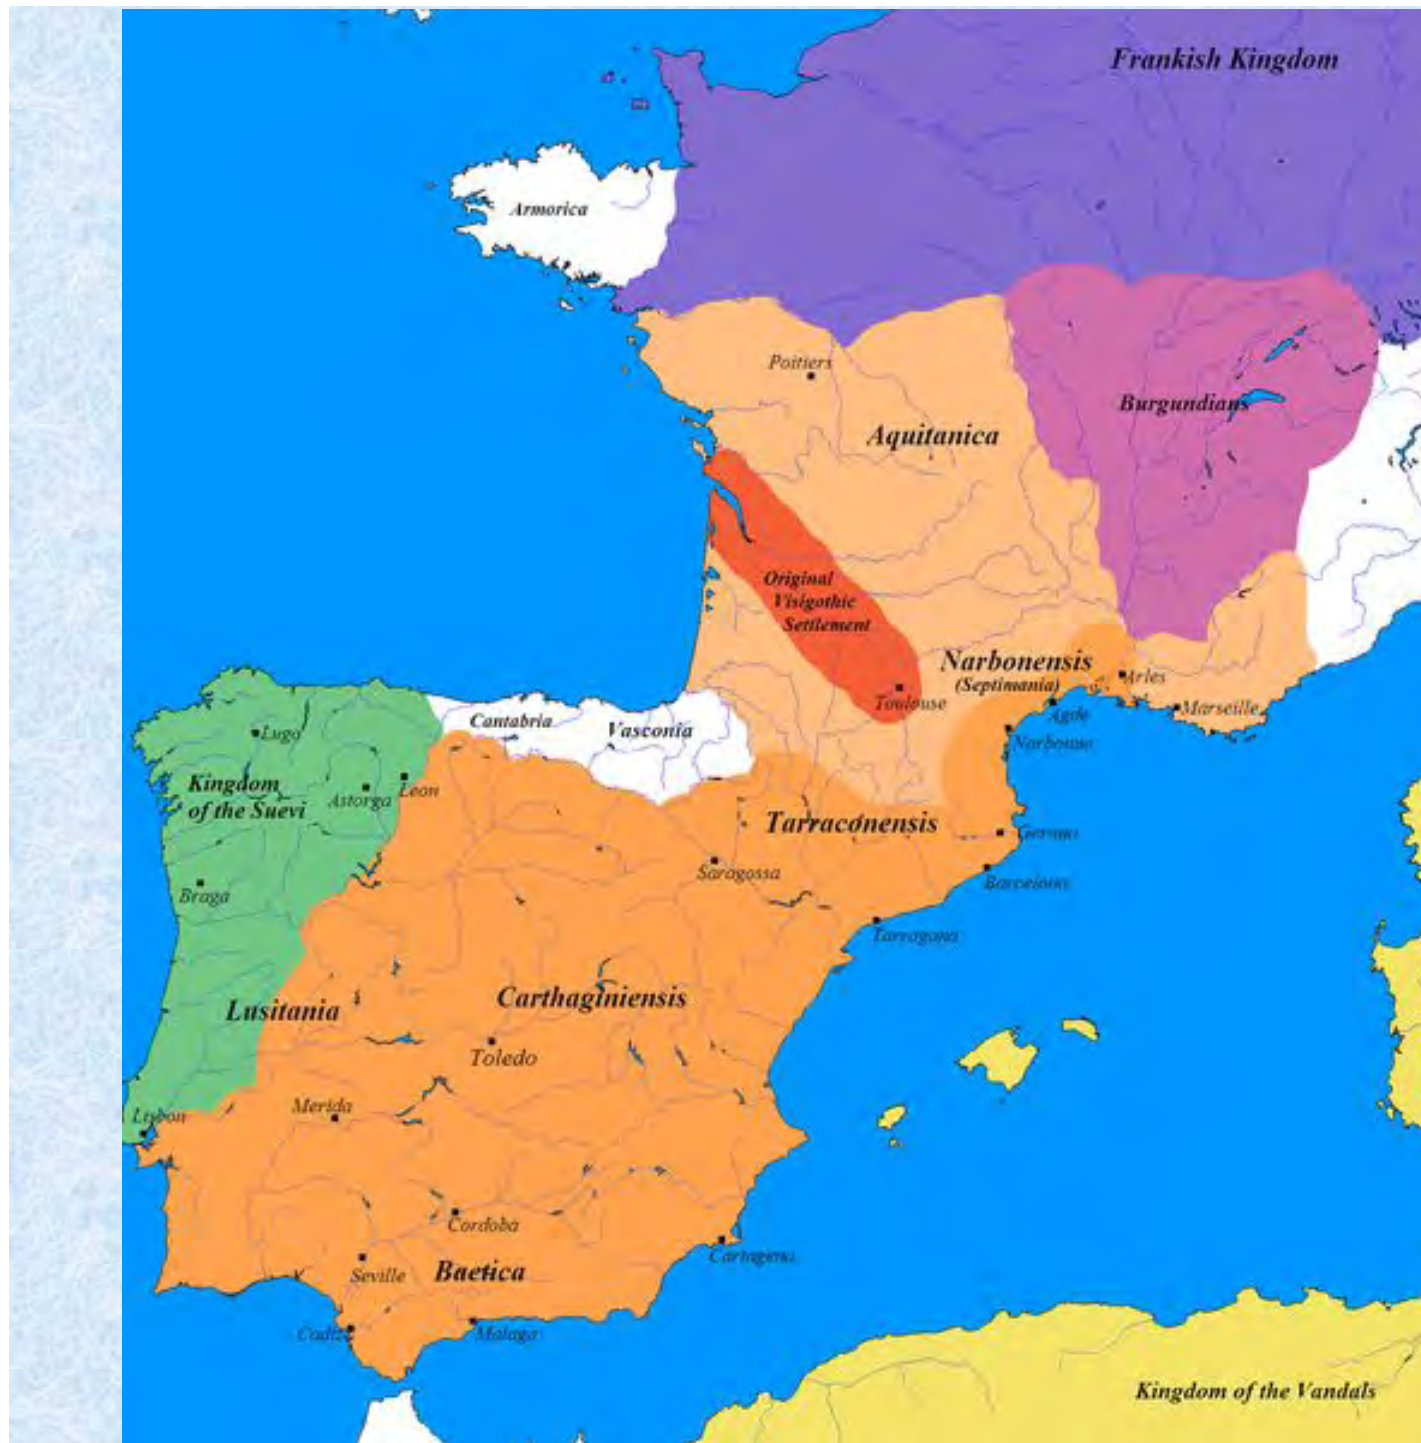 Frankish Kingdom
Armorica
Poitiers
Burgundians
Aquitanica
Original
Visigothic
Settlement
Narbonensis
(Septimania)
Arles
Toulouse
Agde
Marseille
Narbonne
Cantabria
Vasconia
Lugo
Kingdom
of the Suevi
Astorga
Leon
Tarraconensis
Gerona
Saragossa
Barcelona
Braga
Tarragona
Carthaginiensis
Lusitania
Toledo
Merida
Lisbon
Cordoba
Cartagena
Seville
Baetica
Cadiz
Malaga
Kingdom of the Vandals